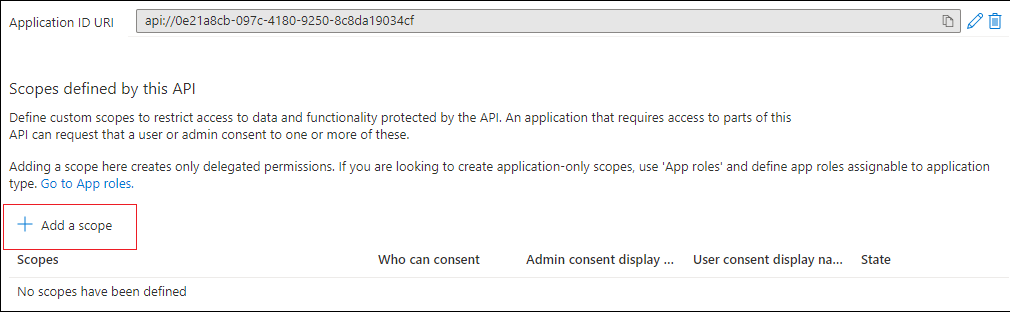 Application ID URI api://0e21a8cb-097c-4180-9250-8c8da19034cf
Scopes defined by this API
Define custom scopes to restrict access to data and functionality protected by the API. An application that requires access to parts of this
API can request that a user or admin consent to one or more of these.
Adding a scope here creates only delegated permissions. If you are looking to create application-only scopes, use 'App roles' and define app roles assignable to application
type. Go to App roles.
Add a scope
Scopes Who can consent Admin consent display ... User consent display na... State
No scopes have been defined